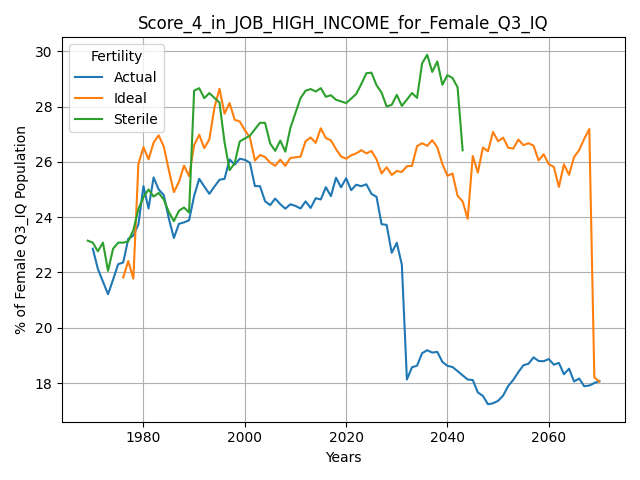 Score_4_in_JOB_HIGH_INCOME_for_Female_Q3_IQ
Fertility
Actual
Ideal
Sterile
% of Female Q3_IQ Population
30
28
26
24
22
20
18
1980
2000
2020
2040
2060
Years